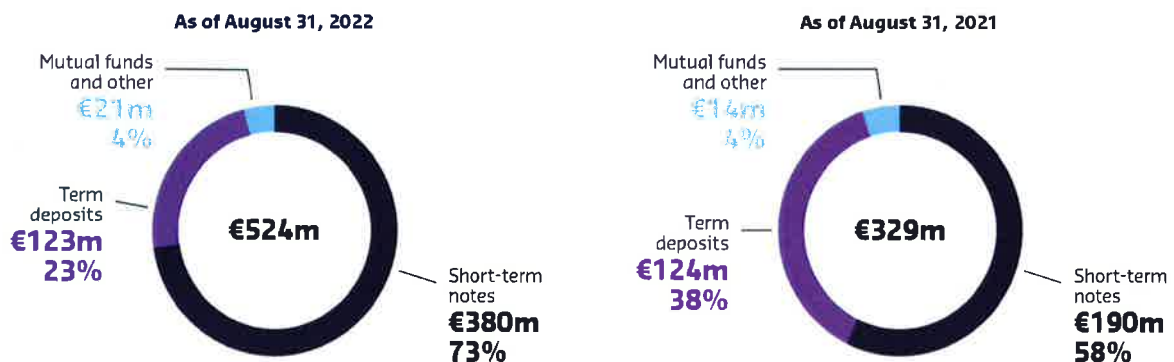 As of August 31, 2022
Mutual funds
and other
€21m
4%
Term
deposits
€123m
23%
€524m
Short-term
notes
€380m
73%
As of August 31, 2021
Mutual funds
and other
€14m
4%
Term
deposits
€124m
38%
€329m
Short-term
notes
€190m
58%